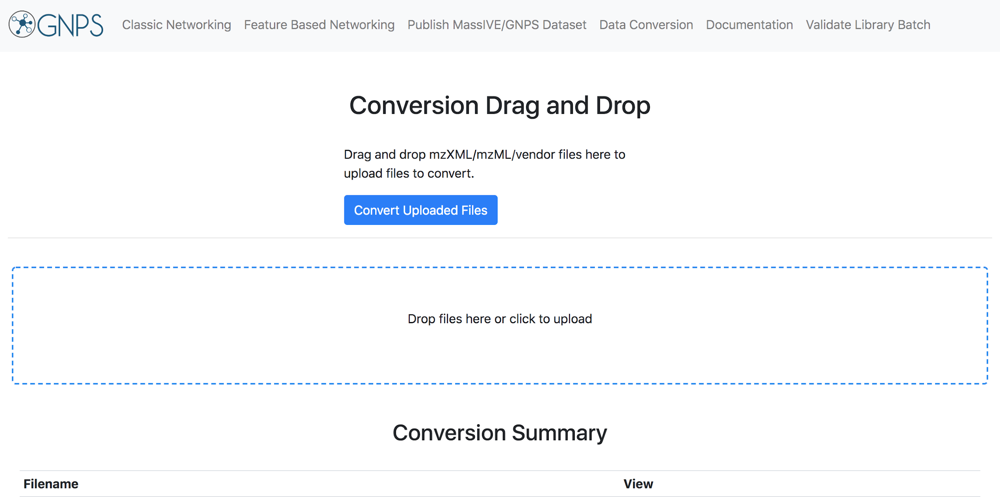 GNPS Classic Networking Feature Based Networking Publish MassIVE/GNPS Dataset Data Conversion Documentation Validate Library Batch
Conversion Drag and Drop
Drag and drop mzXML/mzML/vendor files here to
upload files to convert.
Convert Uploaded Files
Drop files here or click to upload
Conversion Summary
Filename View